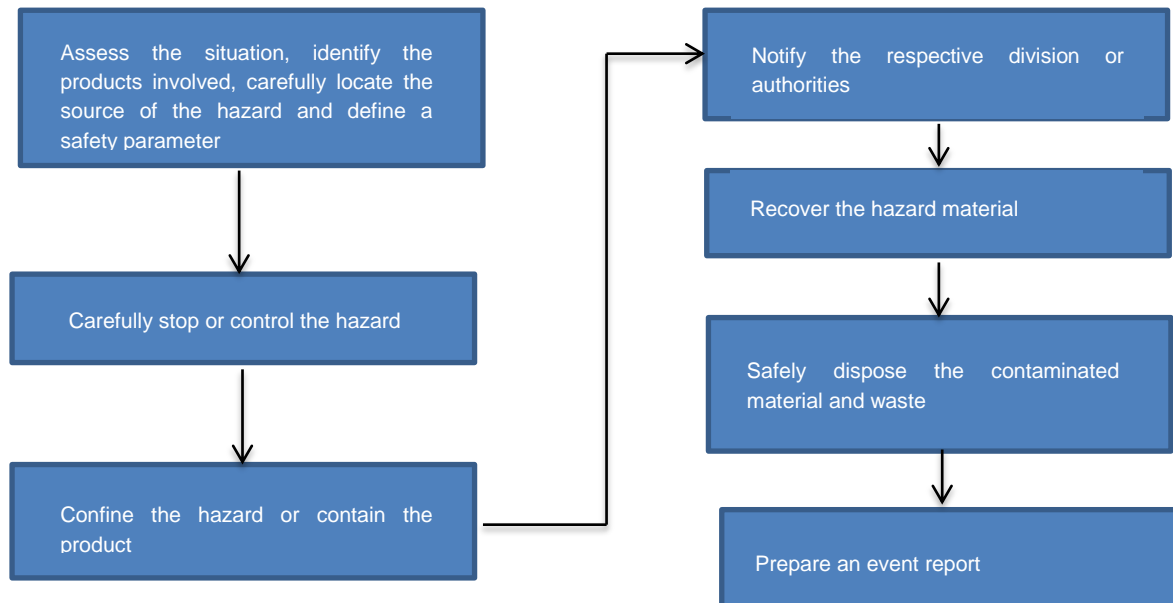 Assess the situation, identify the
products involved, carefully locate the
source of the hazard and define a
safety parameter
Carefully stop or control the hazard
Confine the hazard or contain the
product
Notify the respective division or
authorities
Recover the hazard material
Safely dispose the contaminated
material and waste
Prepare an event report